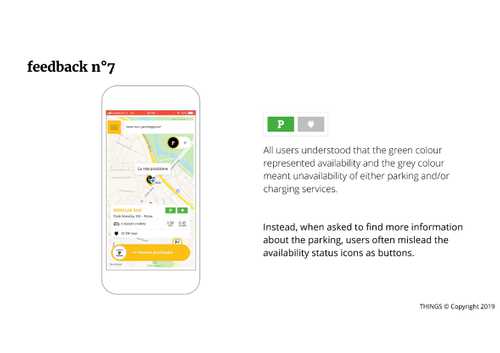 feedback n°7
P
La mia posizione
P
All users understood that the green colour
represented availability and the grey colour
meant unavailability of either parking and/or
charging services.
Instead, when asked to find more information
about the parking, users often mislead the
availability status icons as buttons.
THINGS © Copyright 2019